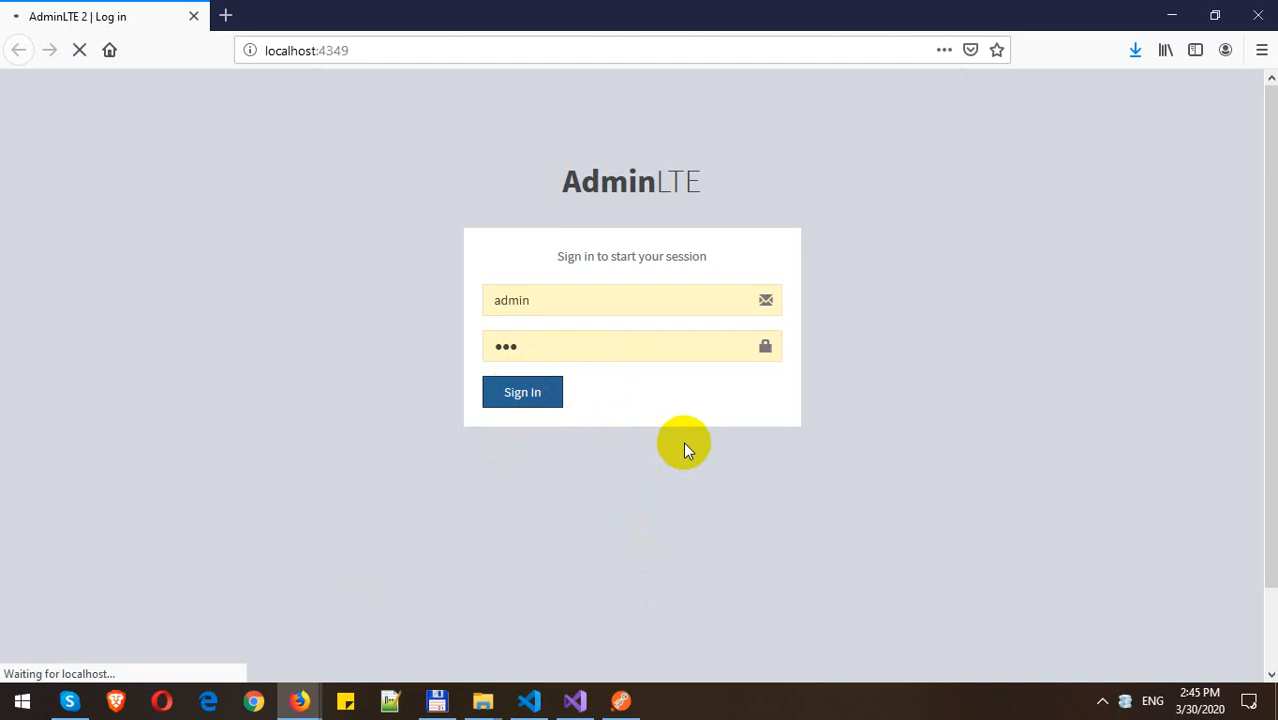 AdminLTE 2 | Log in
localhost:4349
AdminLTE
Sign in to start your session
admin
Sign In
Waiting for localhost...
ENG
2:45 PM
3/30/2020